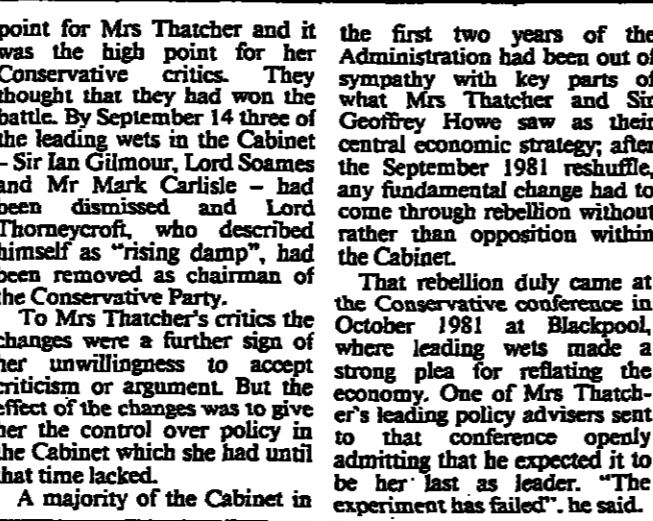 point for Mrs Thatcher and it
was the high point for her
Conservative critics. They
thought that they had won the
battle. By September 14 three of
the leading wets in the Cabinet
– Sir Ian Gilmour, Lord Soames
and Mr Mark Carlisle – had
been dismissed and Lord
Thorneycroft, who described
himself as "rising damp", had
been removed as chairman of
the Conservative Party.
To Mrs Thatcher's critics the
changes were a further sign of
her unwillingness to accept
criticism or argument. But the
effect of the changes was to give
her the control over policy in
the Cabinet which she had until
that time lacked.
A majority of the Cabinet in
the first two years of the
Administration had been out of
sympathy with key parts of
what Mrs Thatcher and Sir
Geoffrey Howe saw as their
central economic strategy; after
the September 1981 reshuffle,
any fundamental change had to
come through rebellion without
rather than opposition within
the Cabinet.
That rebellion duly came at
the Conservative conference in
October 1981 at Blackpool,
where leading wets made a
strong plea for reflating the
economy. One of Mrs Thatch-
er's leading policy advisers sent
to that conference openly
admitting that he expected it to
be her last as leader. "The
experiment has failed", he said.